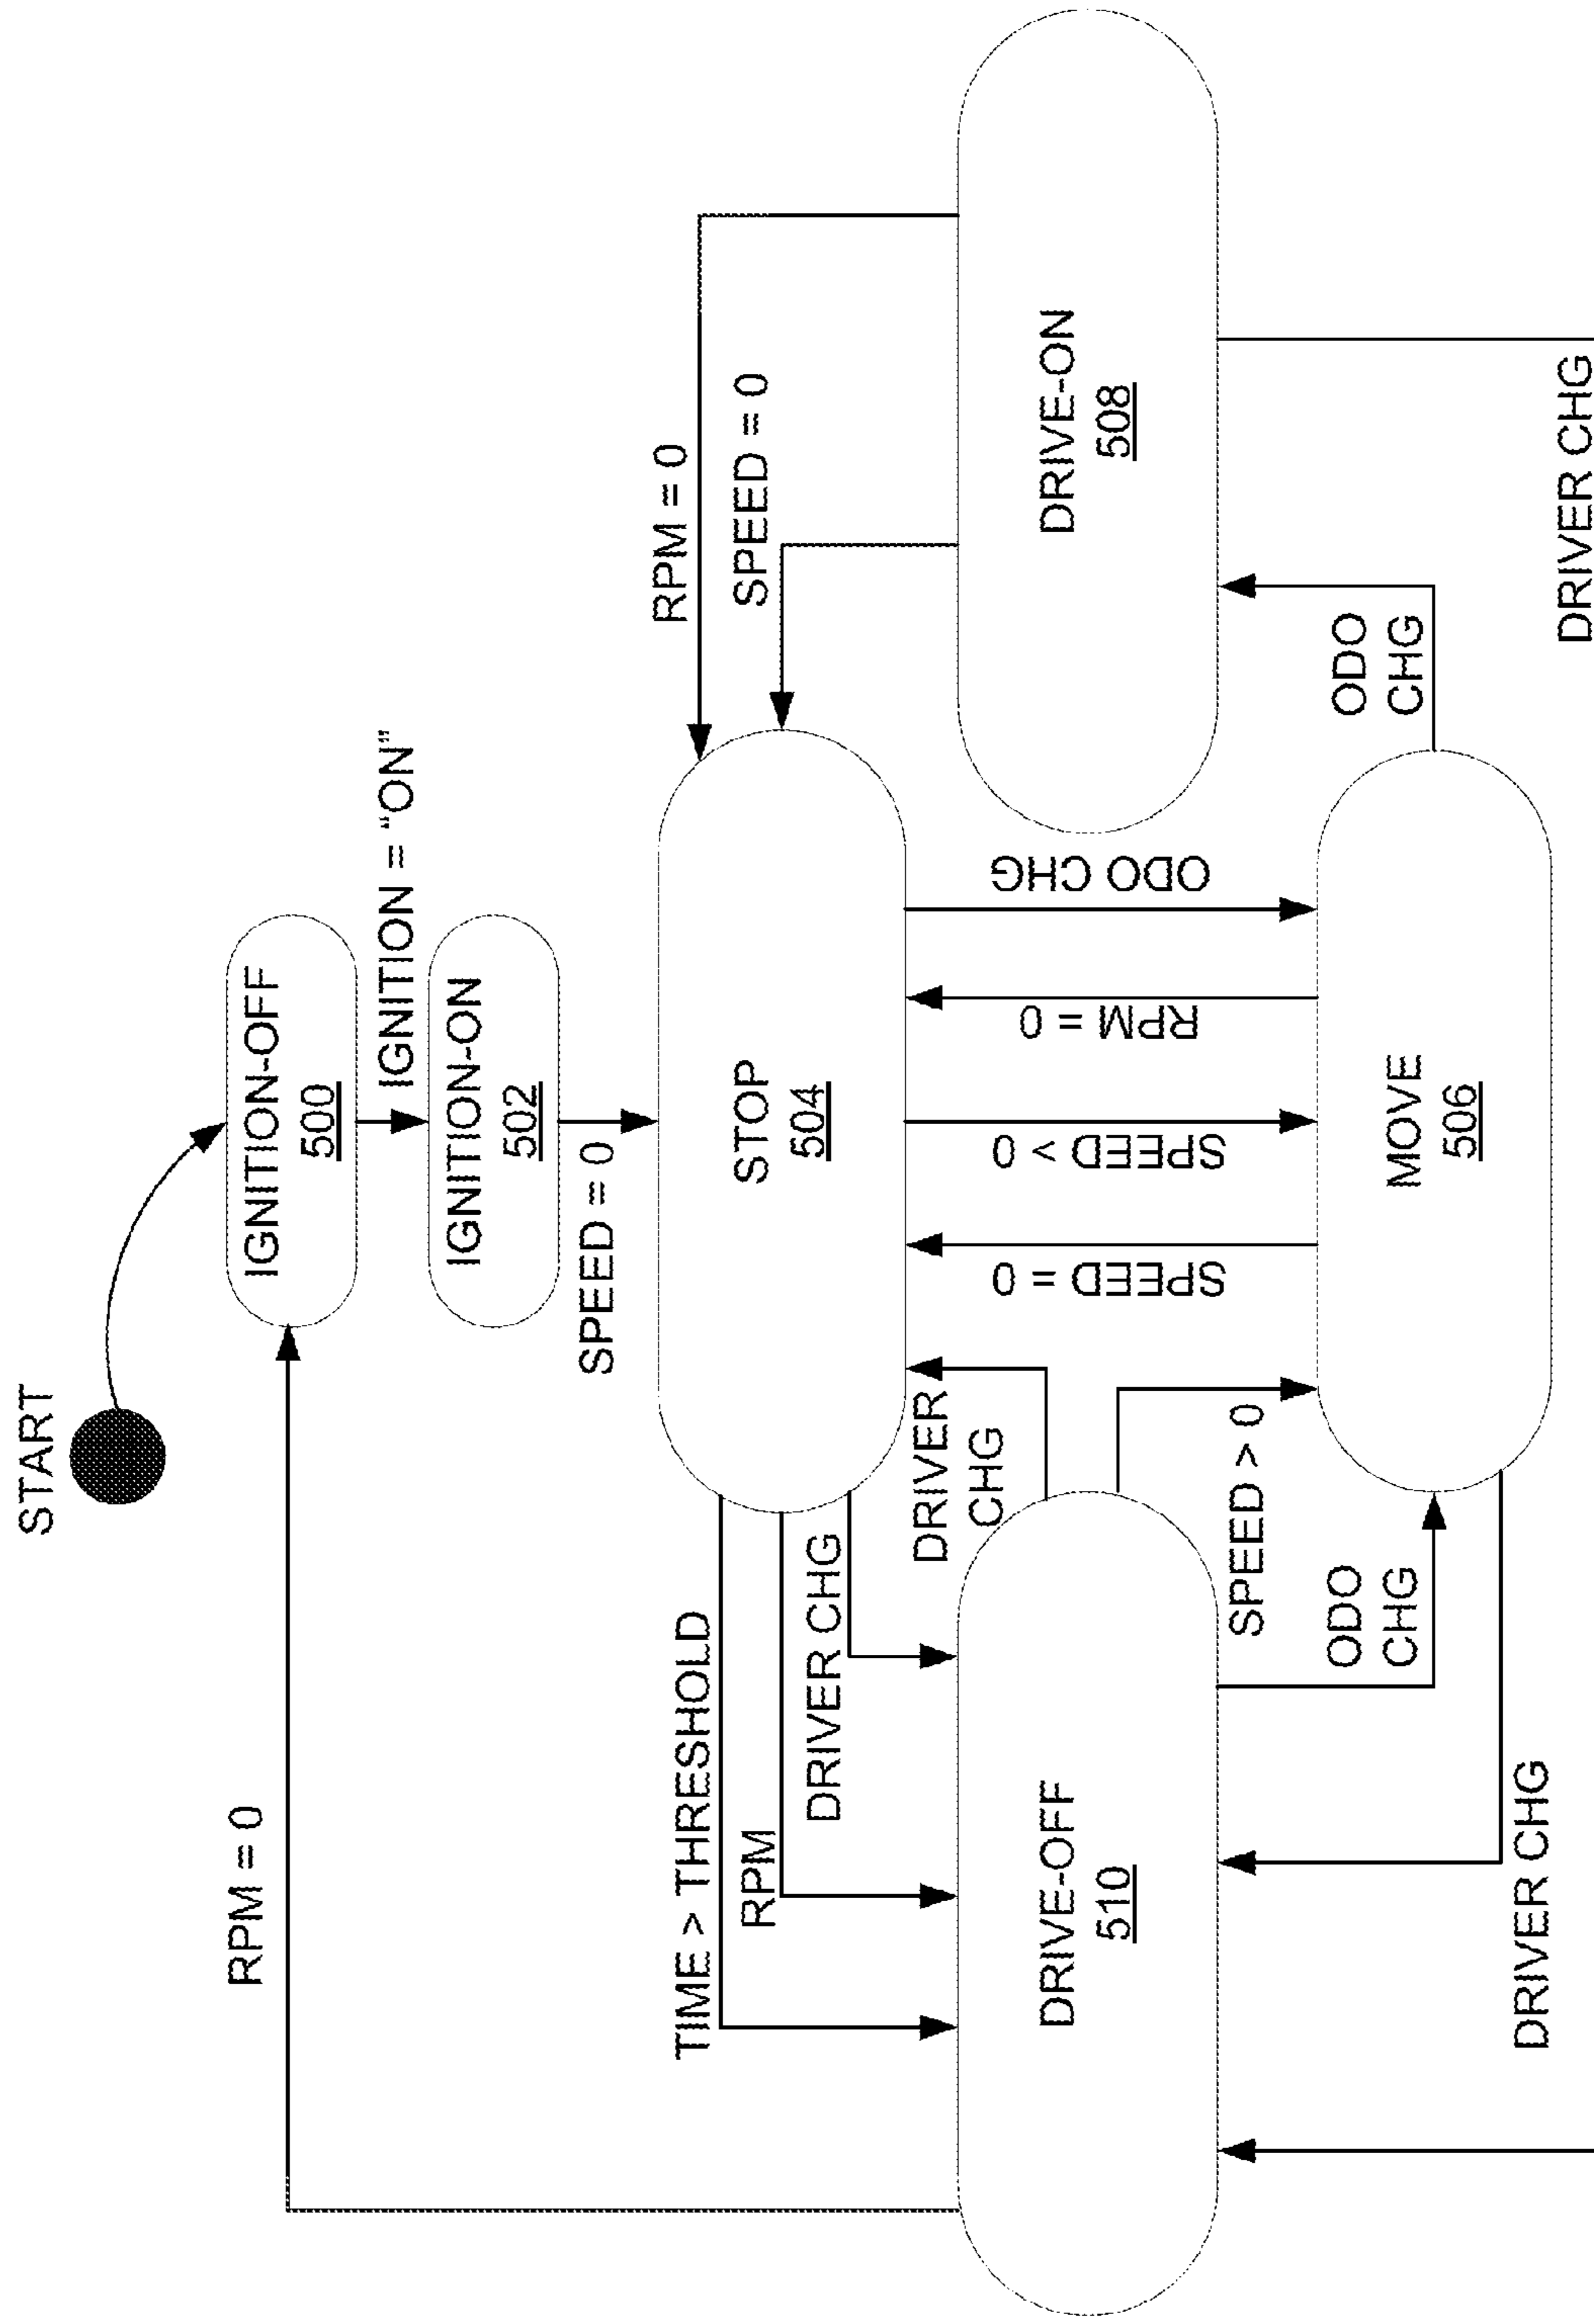 START
RPM = 0
IGNITION-OFF
500
IGNITION = “ON”
IGNITION-ON
502
SPEED = 0
TIME > THRESHOLD
RPM
DRIVER CHG
STOP
504
RPM = 0
SPEED = 0
DRIVER
CHG
SPEED = 0
SPEED > 0
RPM = 0
ODO CHG
DRIVE-OFF
510
DRIVE-ON
508
SPEED > 0
ODO
CHG
MOVE
506
ODO
CHG
DRIVER CHG
DRIVER CHG